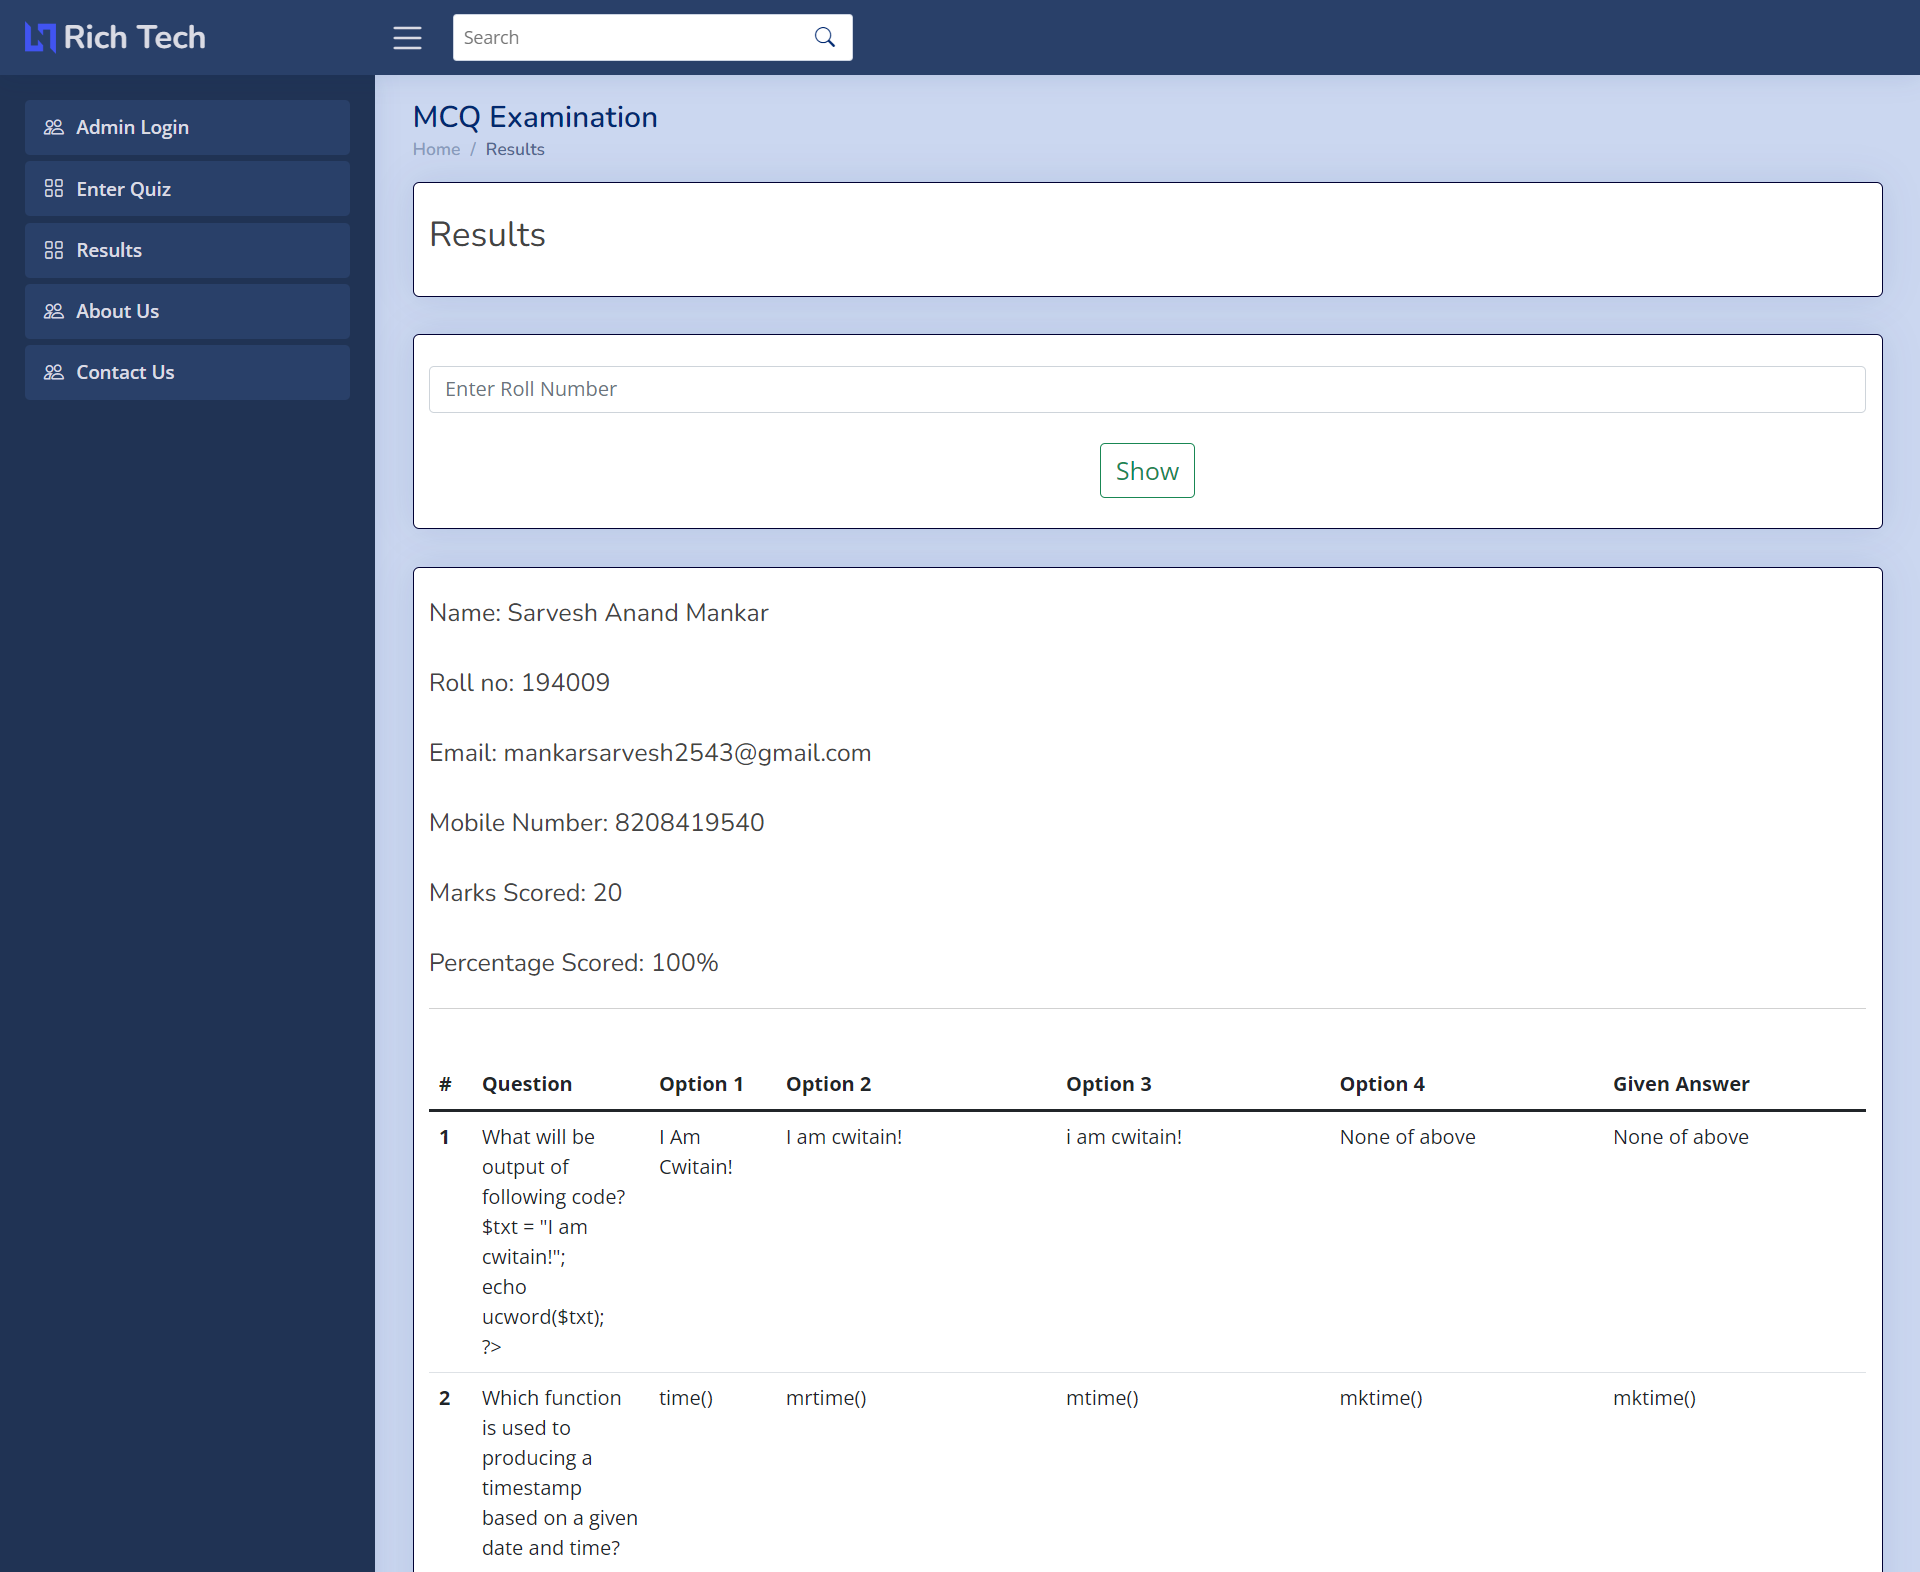 Rich Tech
Search
Admin Login
Enter Quiz
Results
About Us
Contact Us
MCQ Examination
Home / Results
Results
Enter Roll Number
Show
Name: Sarvesh Anand Mankar
Roll no: 194009
Email: mankarsarvesh2543@gmail.com
Mobile Number: 8208419540
Marks Scored: 20
Percentage Scored: 100%
# Question Option 1 Option 2 Option 3 Option 4 Given Answer
1 What will be I Am I am cwitain! i am cwitain! None of above None of above
output of Cwitain!
following code?
$txt = "I am
cwitain!";
echo
ucword($txt);
?>
2 Which function time() mrtime() mtime() mktime() mktime()
is used to
producing a
timestamp
based on a given
date and time?